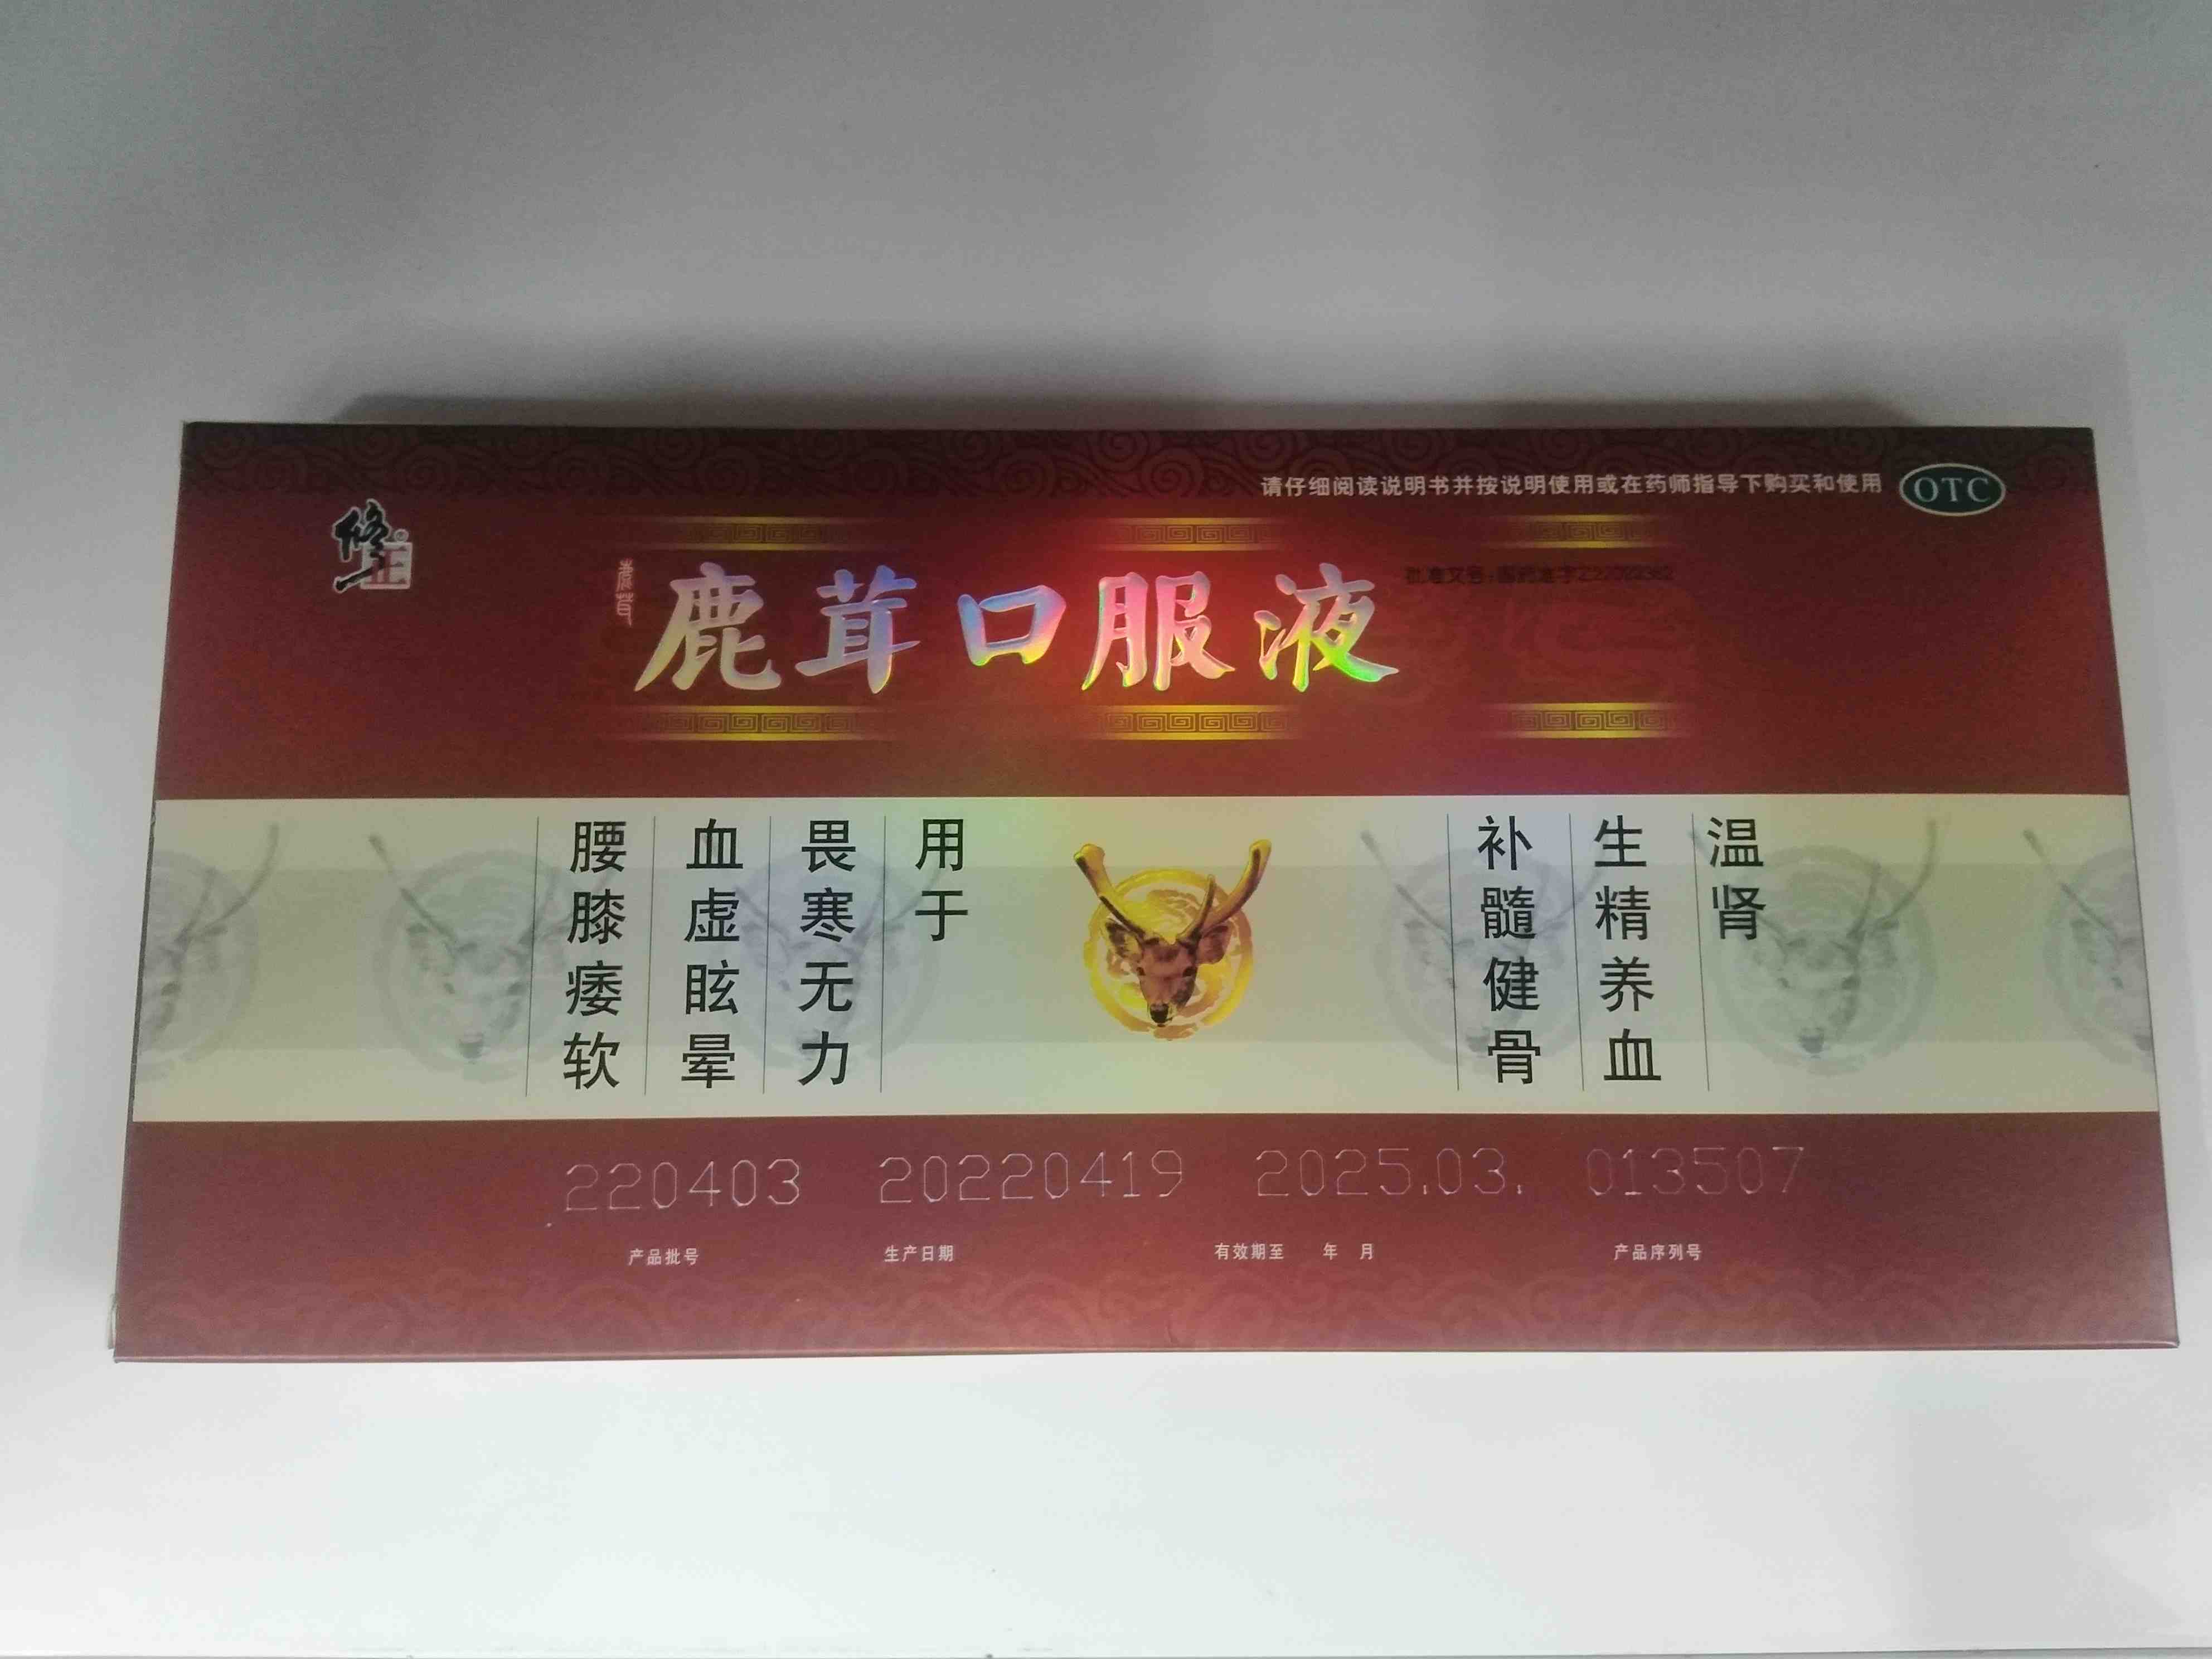 请仔细阅读说明书并按说明使用或在药师指导下购买和使用
OTC
修正
鹿茸
鹿茸口服液
温肾
生精养血
补髓健骨
用于
畏寒无力
血虚眩晕
腰膝痿软
220403 20220419 2025.03. 013507
产品批号 生产日期 有效期至 年 月 产品序列号